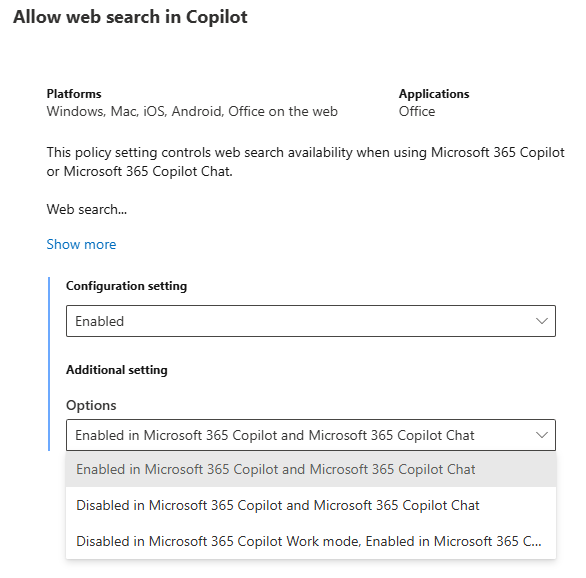 Allow web search in Copilot
Platforms
Applications
Windows, Mac, iOS, Android, Office on the web
Office
This policy setting controls web search availability when using Microsoft 365 Copilot
or Microsoft 365 Copilot Chat.
Web search...
Show more
Configuration setting
Enabled
Additional setting
Options
Enabled in Microsoft 365 Copilot and Microsoft 365 Copilot Chat
Enabled in Microsoft 365 Copilot and Microsoft 365 Copilot Chat
Disabled in Microsoft 365 Copilot and Microsoft 365 Copilot Chat
Disabled in Microsoft 365 Copilot Work mode, Enabled in Microsoft 365 C...